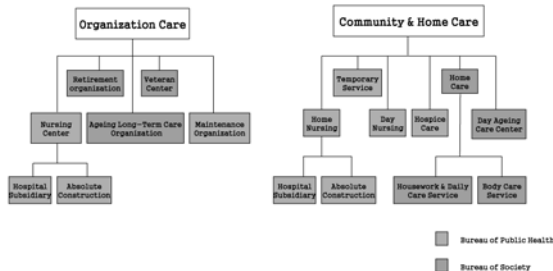 Organization Care
Retirement
organization
Veteran
Center
Nursing
Center
Ageing Long-Term Care
Organization
Maintenance
Organization
Hospital
Subsidiary
Absolute
Construction
Community & Home Care
Temporary
Service
Home
Care
Home
Nursing
Day
Nursing
Hospice
Care
Day Ageing
Care Center
Hospital
Subsidiary
Absolute
Construction
Housework & Daily
Care Service
Body Care
Service
Bureau of Public Health
Bureau of Society